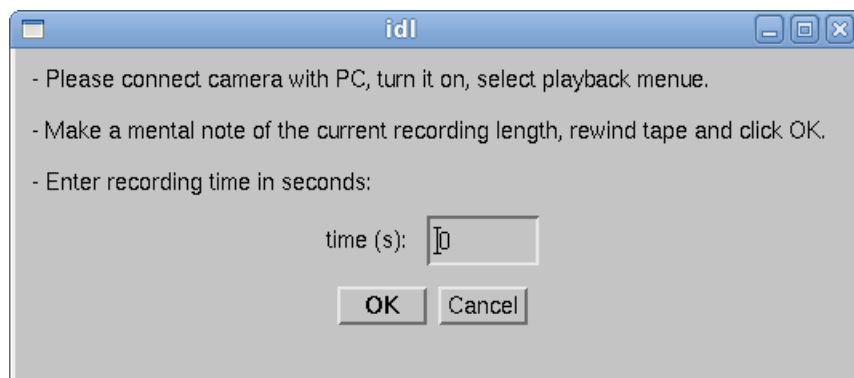 idl
- Please connect camera with PC, turn it on, select playback menue.
- Make a mental note of the current recording length, rewind tape and click OK.
- Enter recording time in seconds:
time (s): 0
OK Cancel